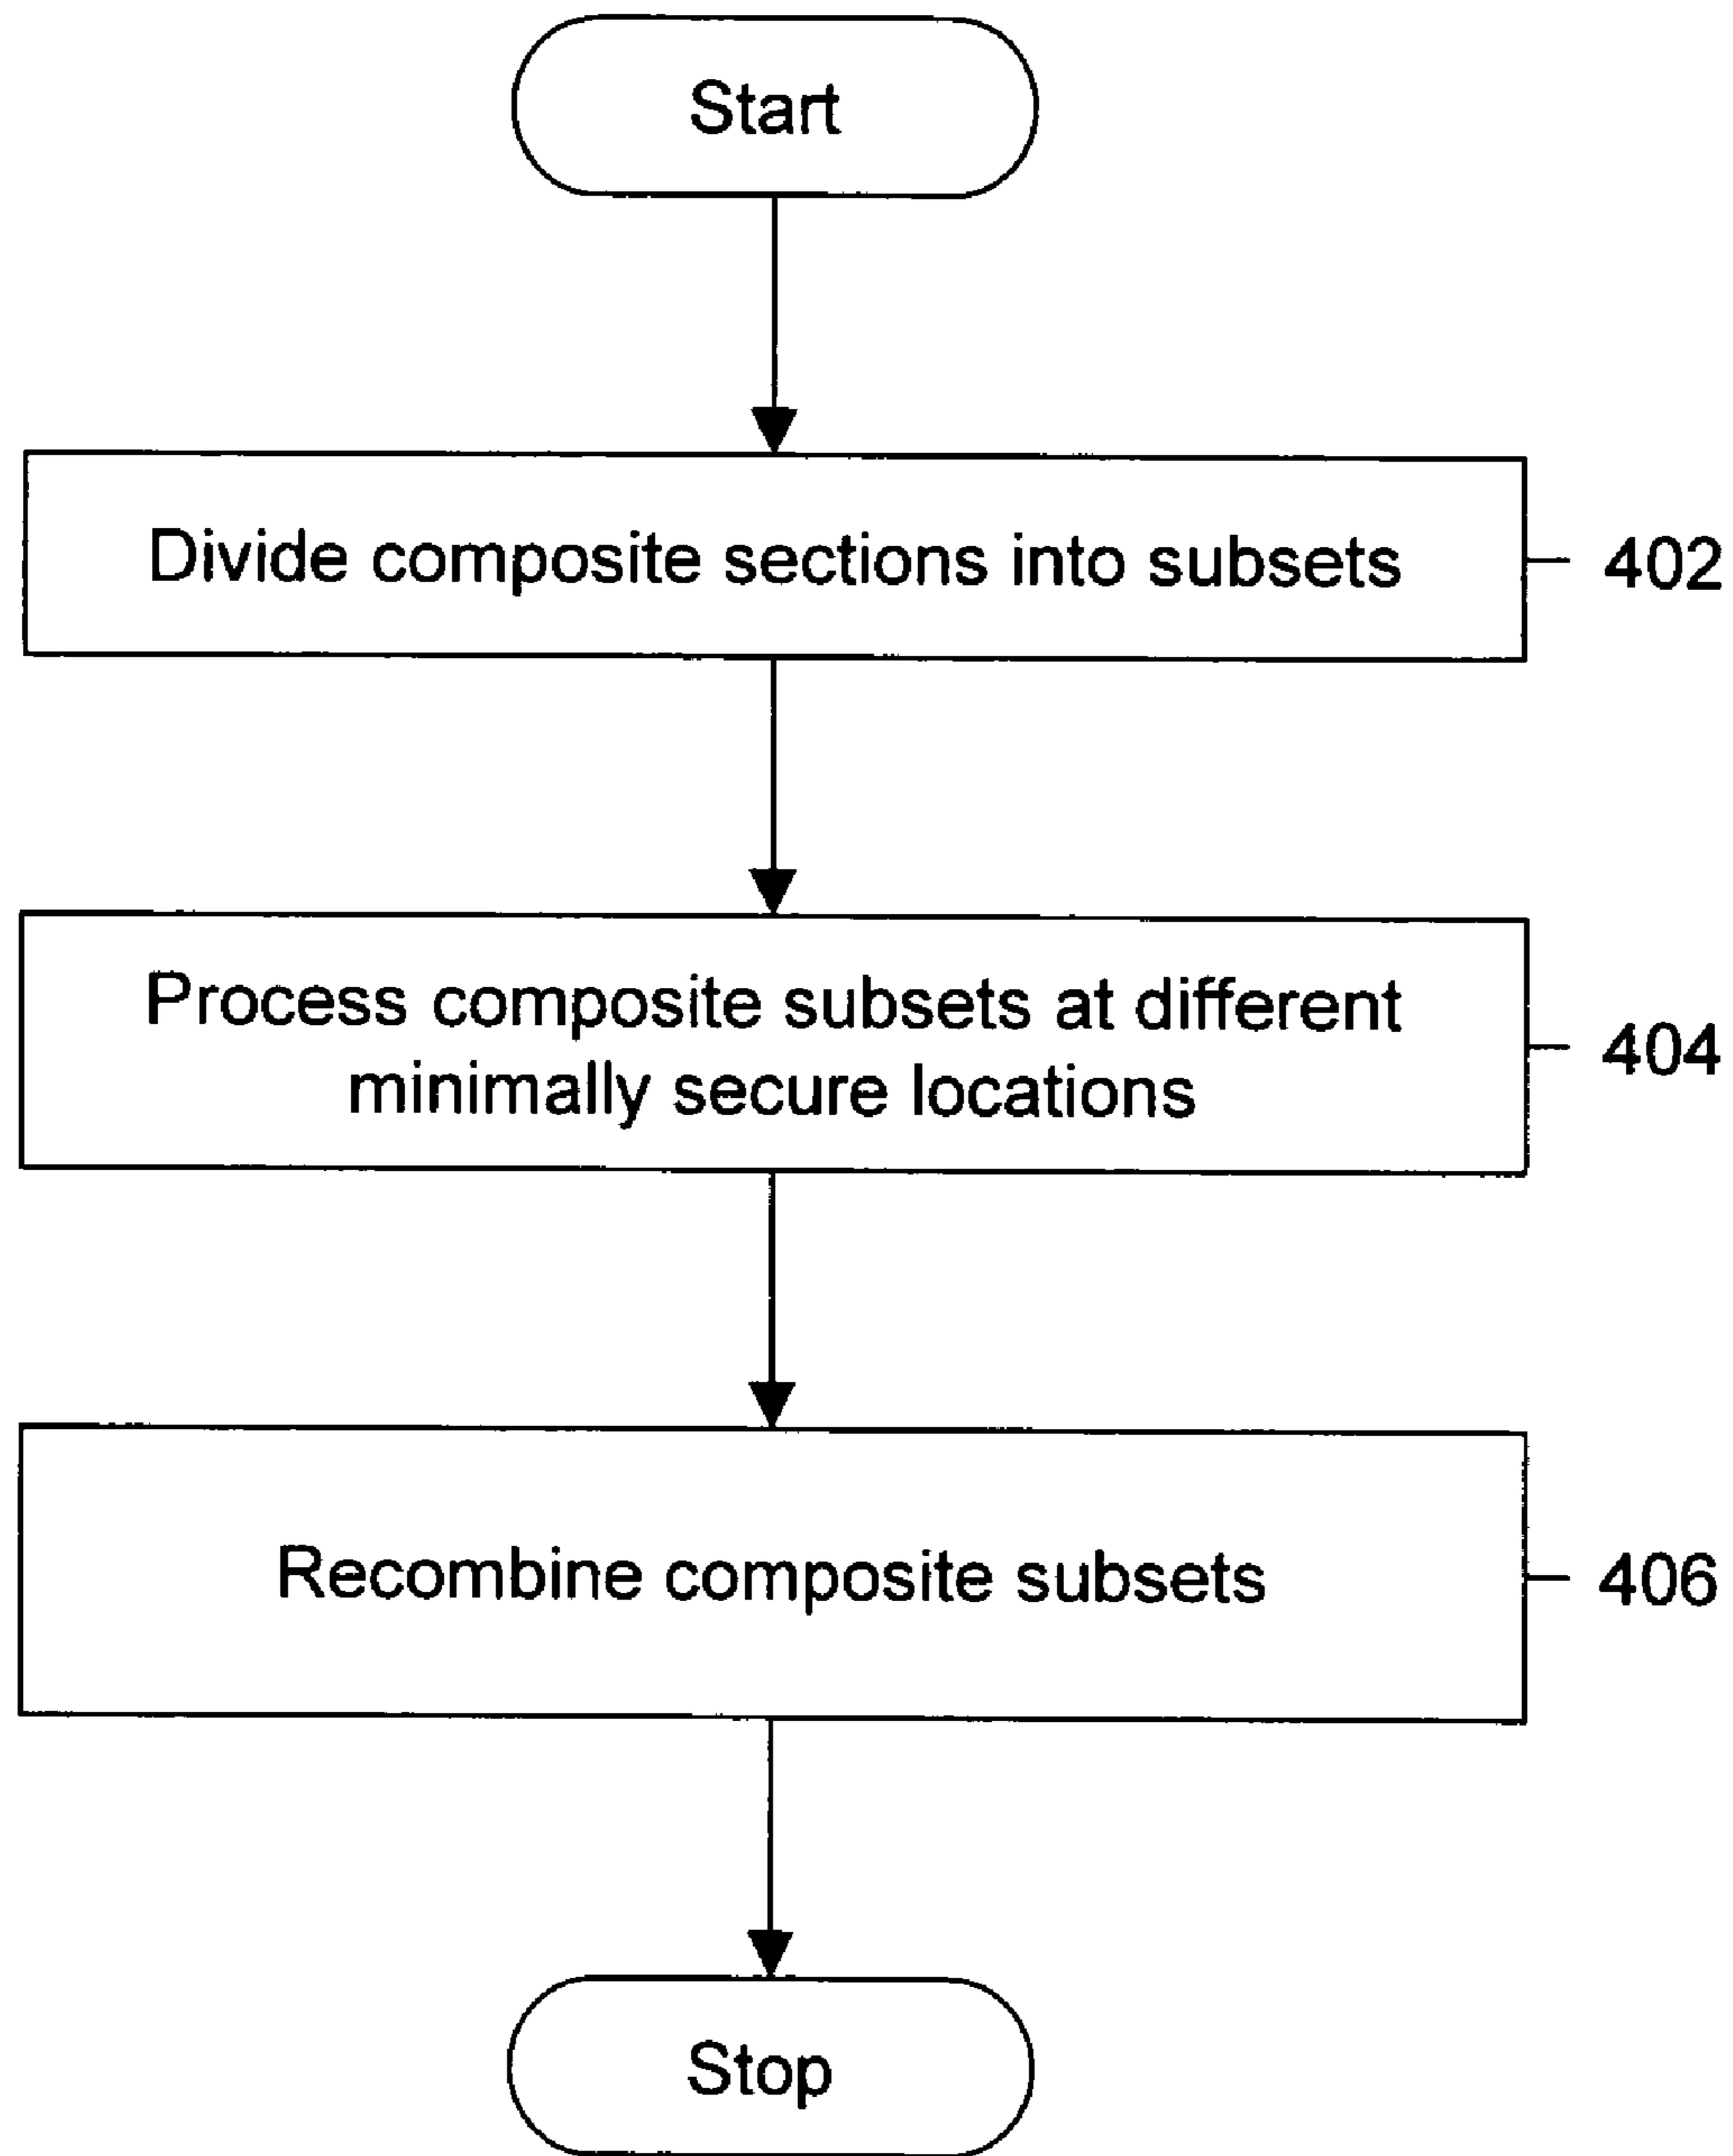 Start
Divide composite sections into subsets
402
Process composite subsets at different
minimally secure locations
404
Recombine composite subsets
406
Stop